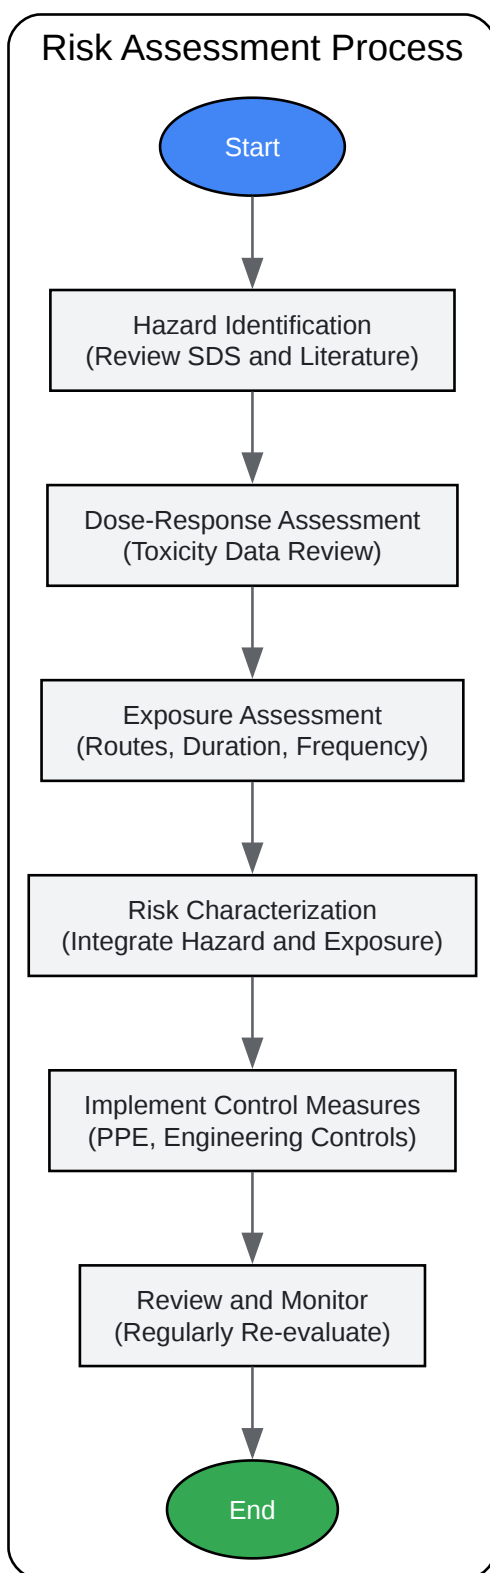 Risk Assessment Process
Start
Hazard Identification
(Review SDS and Literature)
Dose-Response Assessment
(Toxicity Data Review)
Exposure Assessment
(Routes, Duration, Frequency)
Risk Characterization
(Integrate Hazard and Exposure)
Implement Control Measures
(PPE, Engineering Controls)
Review and Monitor
(Regularly Re-evaluate)
End